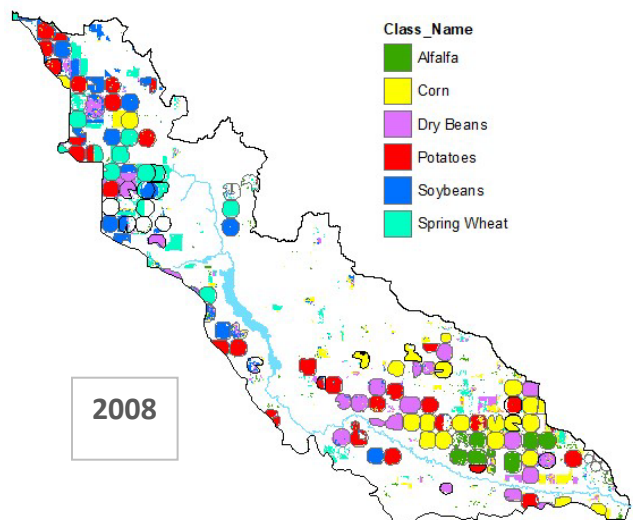 Class_Name
Alfalfa
Corn
Dry Beans
Potatoes
Soybeans
Spring Wheat
2008